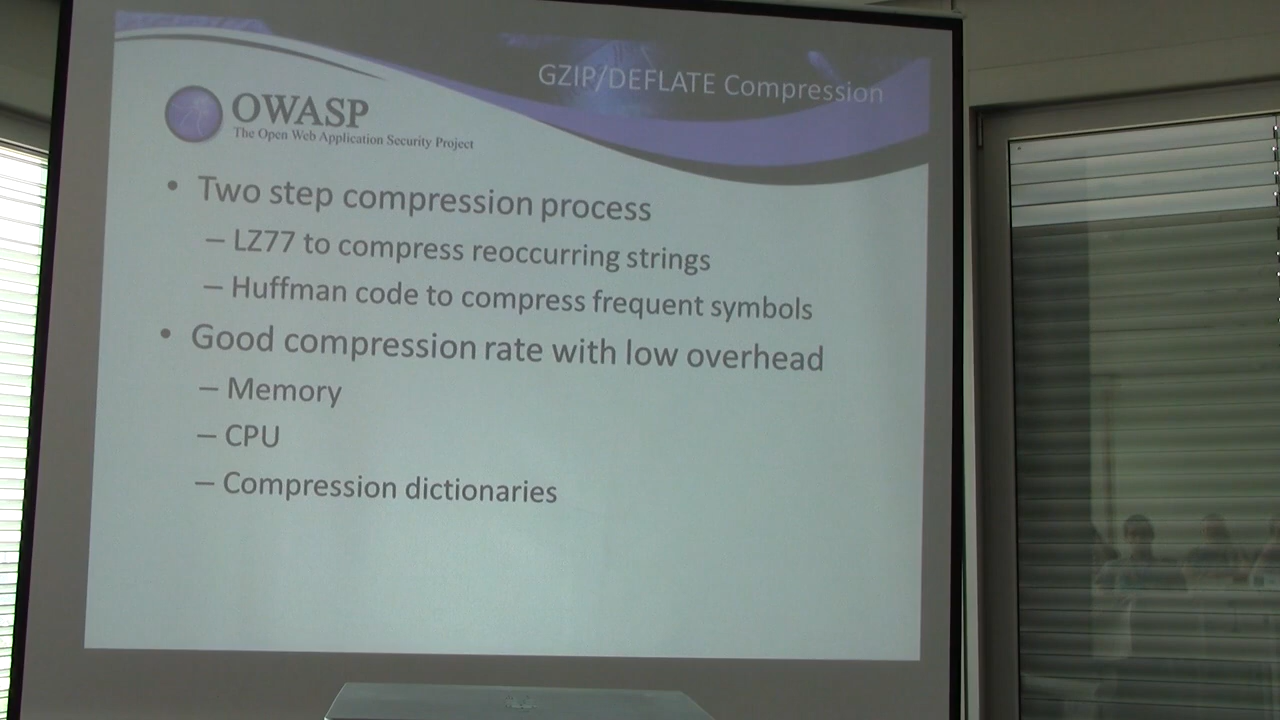 GZIP/DEFLATE Compression
OWASP
The Open Web Application Security Project
• Two step compression process
– LZ77 to compress reoccurring strings
– Huffman code to compress frequent symbols
• Good compression rate with low overhead
– Memory
– CPU
– Compression dictionaries